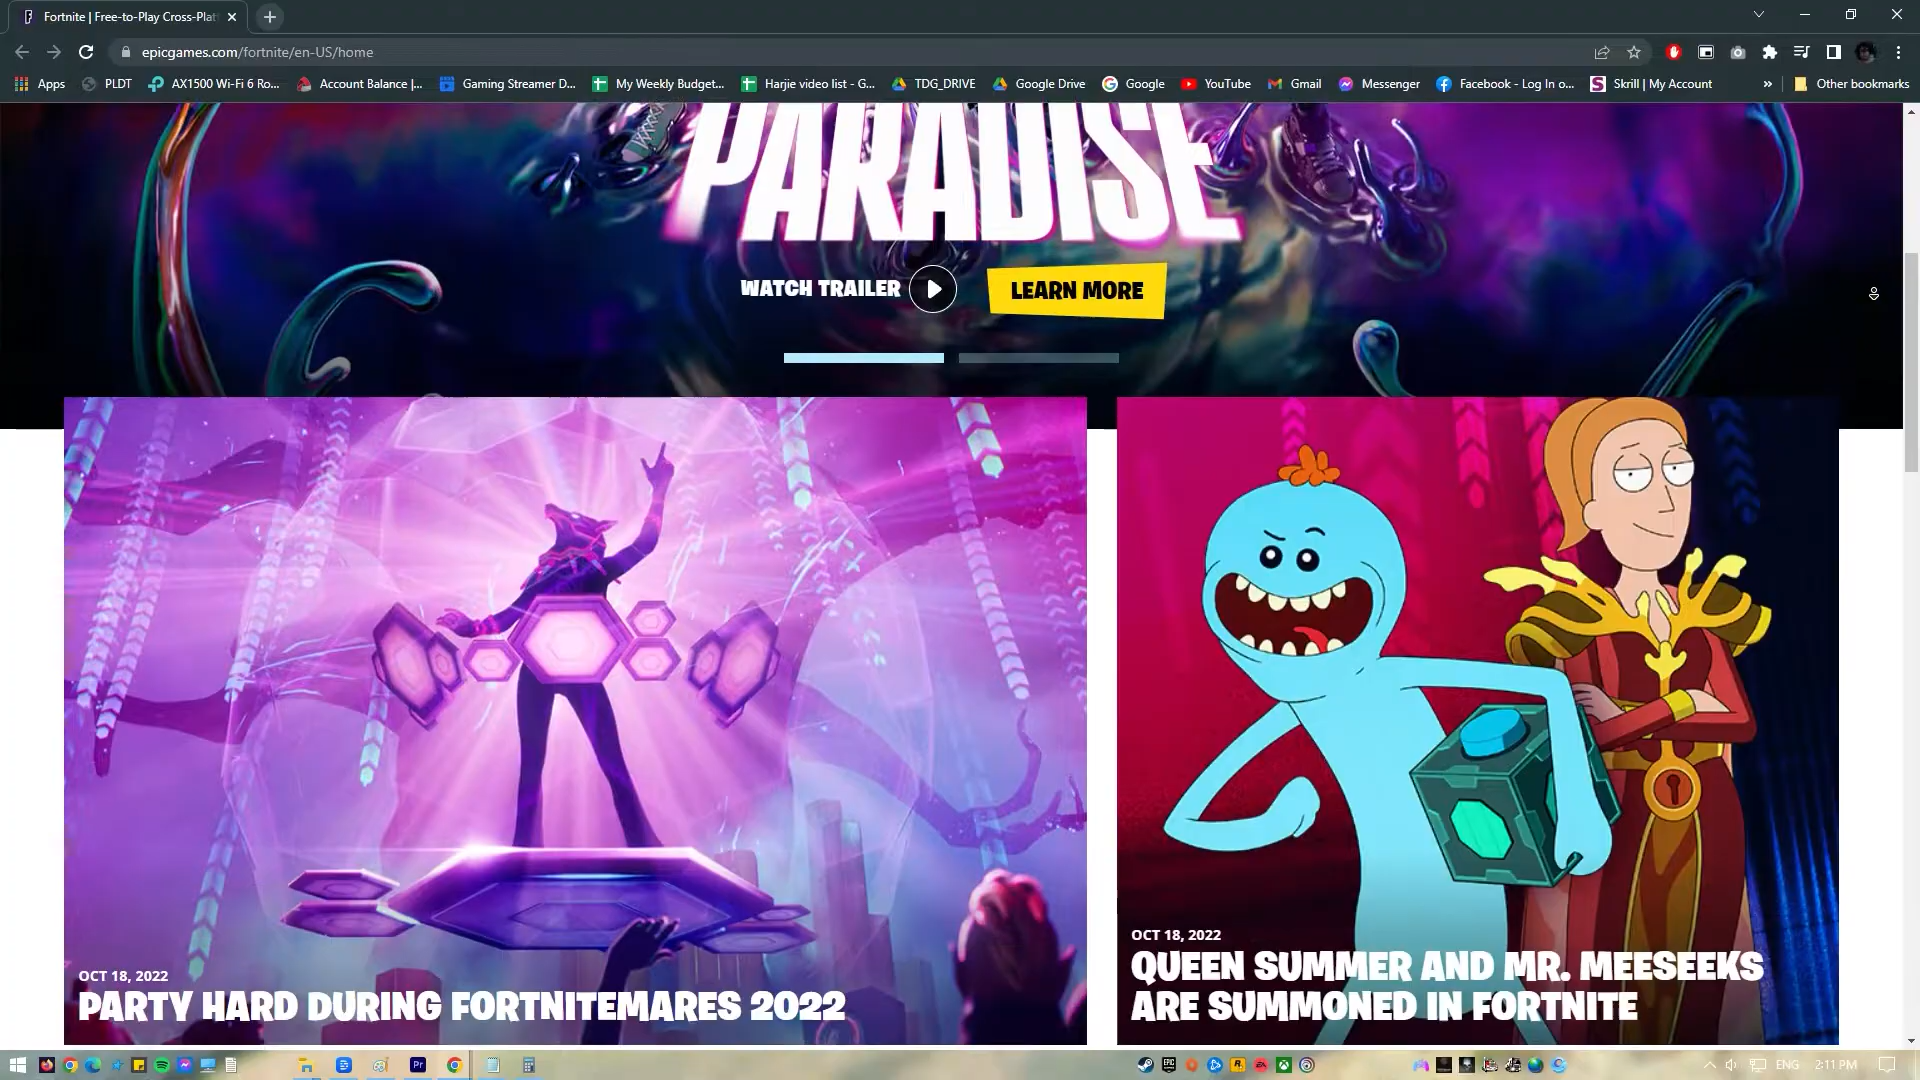 Fortnite | Free-to-Play Cross-Plat
epicgames.com/fortnite/en-US/home
Apps
PLDT
AX1500 Wi-Fi 6 Ro...
Account Balance |...
Gaming Streamer D...
My Weekly Budget...
Harjie video list - G...
TDG_DRIVE
Google Drive
Google
YouTube
Gmail
Messenger
Facebook - Log In o...
Skrill | My Account
»
Other bookmarks
PARADISE
WATCH TRAILER
LEARN MORE
OCT 18, 2022
PARTY HARD DURING FORTNITEMARES 2022
OCT 18, 2022
QUEEN SUMMER AND MR. MEESEEKS
ARE SUMMONED IN FORTNITE
Pr
ENG
2:11 PM